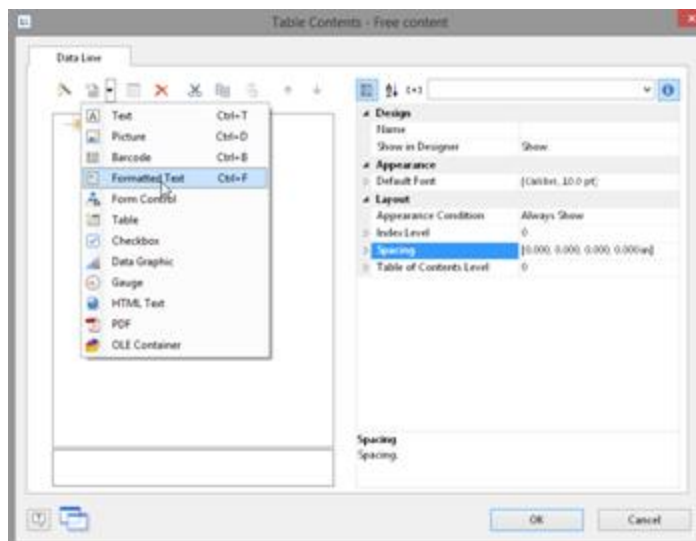 Table Contents - Free content
Data Line
Text Ctrl+T
Picture Ctrl+D
Barcode Ctrl+B
Formatted Text Ctrl+F
Form Control
Table
Checkbox
Data Graphic
Gauge
HTML Text
PDF
OLE Container
Design
Name
Show in Designer Show
Appearance
Default Font [Calibri, 10.0 pt]
Layout
Appearance Condition Always Show
Index Level 0
Spacing [0.000, 0.000, 0.000, 0.000 in]
Table of Contents Level 0
Spacing
Spacing.
OK Cancel